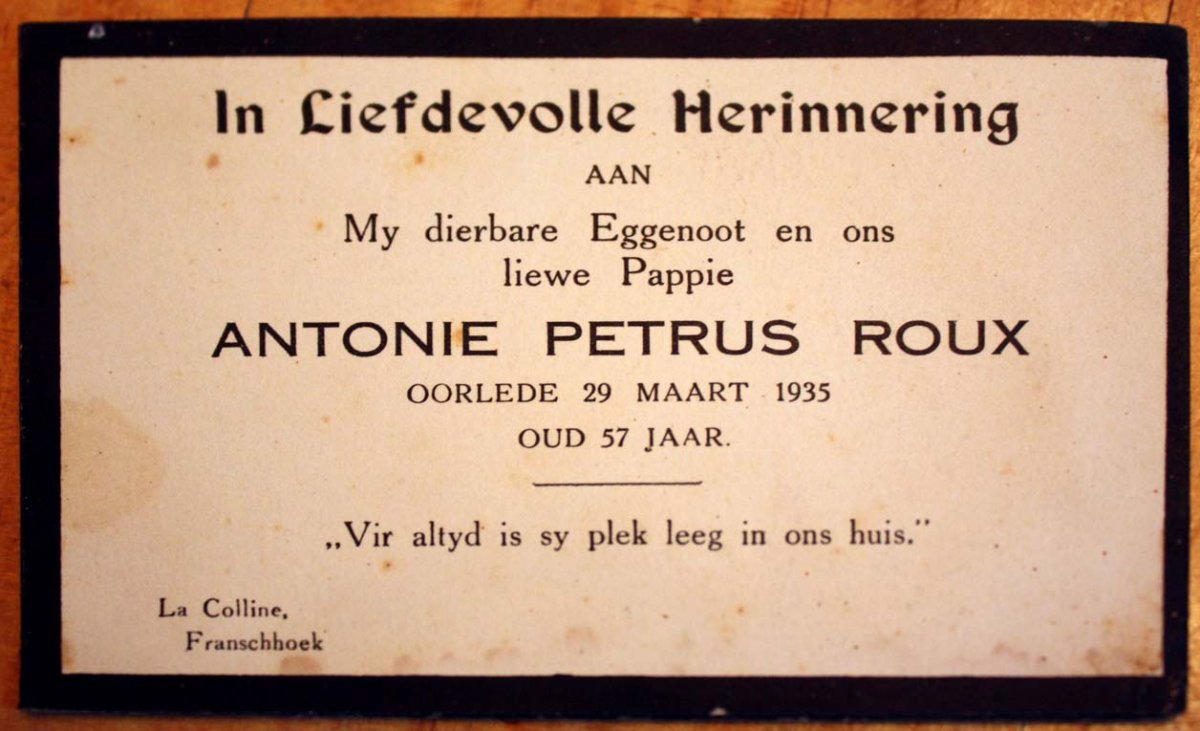 In Liefdevolle Herinnering
AAN
My dierbare Eggenoot en ons
liewe Pappie
ANTONIE PETRUS ROUX
OORLEDE 29 MAART 1935
OUD 57 JAAR.
„Vir altyd is sy plek leeg in ons huis.”
La Colline,
Franschhoek